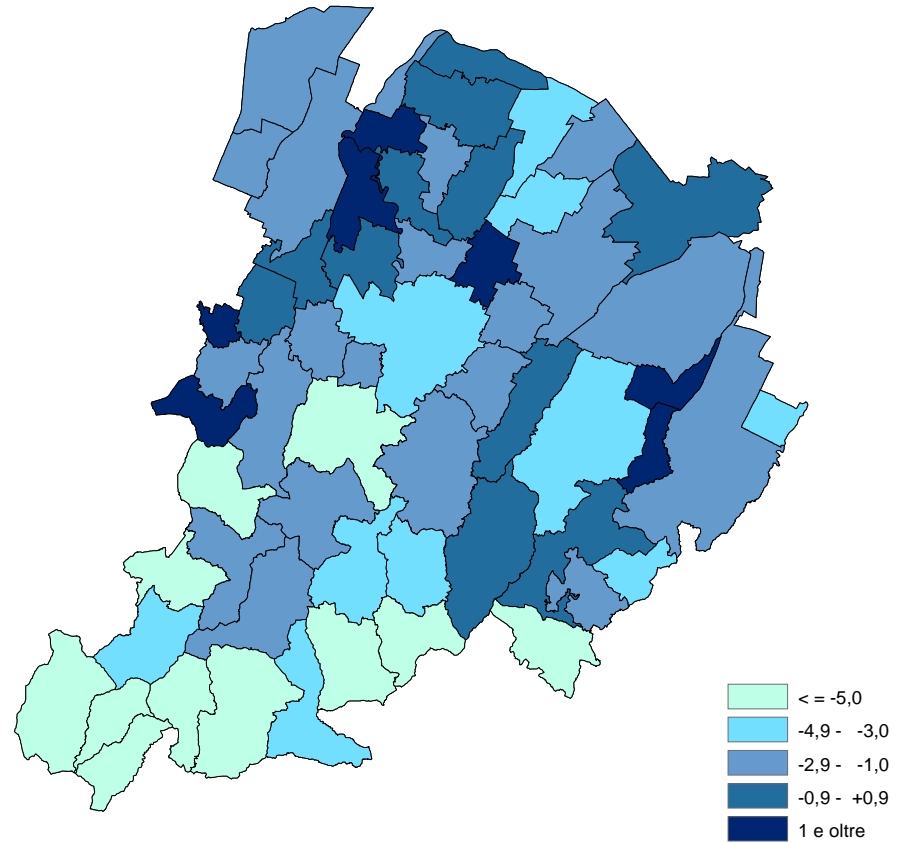 < = -5,0
-4,9 - -3,0
-2,9 - -1,0
-0,9 - +0,9
1 e oltre